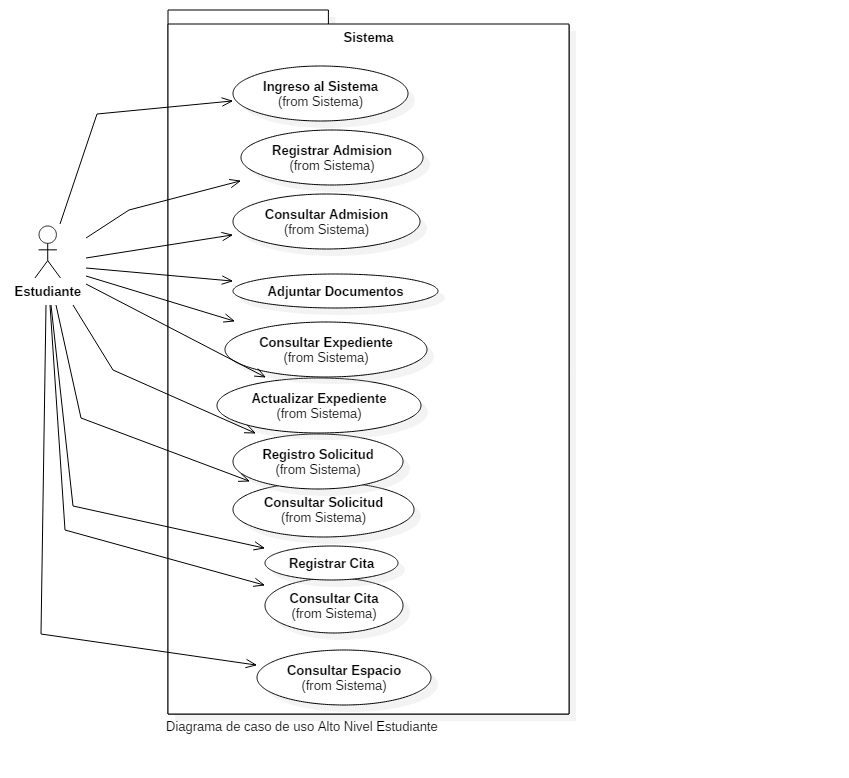 Sistema
Ingreso al Sistema
(from Sistema)
Registrar Admision
(from Sistema)
Consultar Admision
(from Sistema)
Estudiante
Adjuntar Documentos
Consultar Expediente
(from Sistema)
Actualizar Expediente
(from Sistema)
Registro Solicitud
(from Sistema)
Consultar Solicitud
(from Sistema)
Registrar Cita
Consultar Cita
(from Sistema)
Consultar Espacio
(from Sistema)
Diagrama de caso de uso Alto Nivel Estudiante